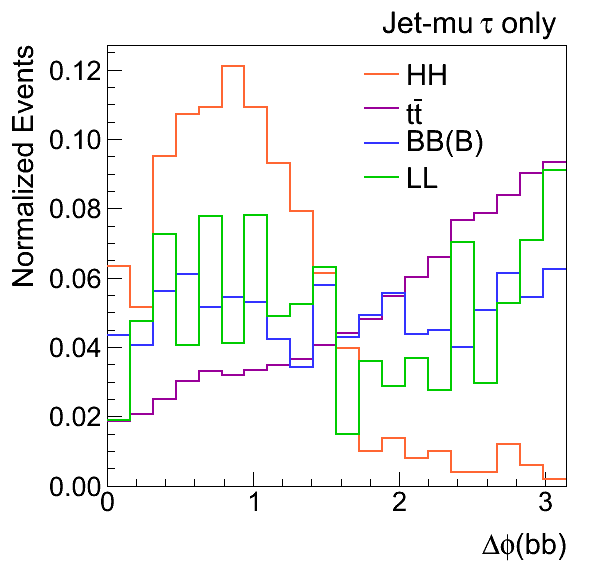 Jet-mu τ only
Normalized Events
HH
tt̄
BB(B)
LL
0.12
0.10
0.08
0.06
0.04
0.02
0.00
0 1 2 3
Δϕ(bb)